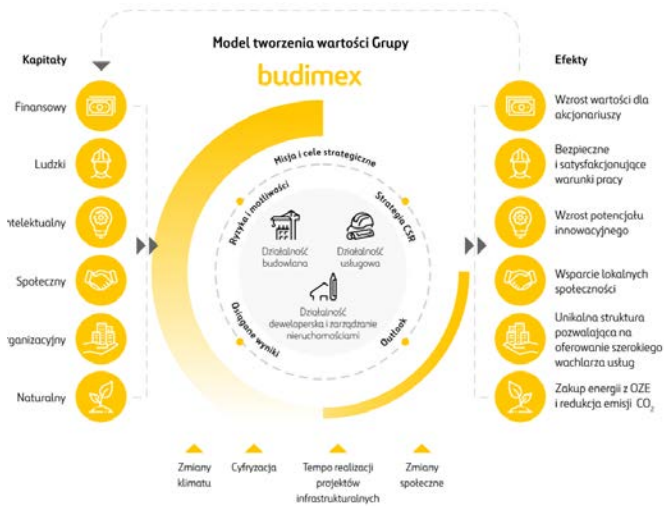 Model tworzenia wartości Grupy
budimex
Kapitały
Finansowy
Ludzki
ntelektualny
Społeczny
rganizacyjny
Naturalny
Misja i cele strategiczne
Ryzyka i możliwości
Strategia CSR
Osiągane wyniki
Outlook
Działalność
budowlana
Działalność
usługowa
Działalność
deweloperska i zarządzanie
nieruchomościami
Efekty
Wzrost wartości dla
akcjonariuszy
Bezpieczne
i satysfakcjonujące
warunki pracy
Wzrost potencjału
innowacyjnego
Wsparcie lokalnych
społeczności
Unikalna struktura
pozwalająca na
oferowanie szerokiego
wachlarza usług
Zakup energii z OZE
i redukcja emisji CO₂
Zmiany
klimatu
Cyfryzacja
Tempo realizacji
projektów
infrastrukturalnych
Zmiany
społeczne